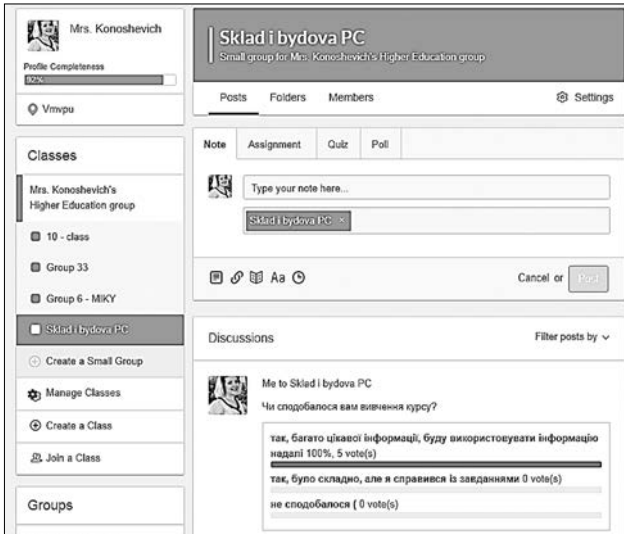 Mrs. Konoshevich
Profile Completeness
92%
Vmvpu
Classes
Mrs. Konoshevich's
Higher Education group
10 - class
Group 33
Group 6 - MIKY
Sklad i bydova PC
Create a Small Group
Manage Classes
Create a Class
Join a Class
Groups
Sklad i bydova PC
Small group for Mrs. Konoshevich's Higher Education group
Posts Folders Members Settings
Note Assignment Quiz Poll
Type your note here...
Sklad i bydova PC ×
Aa Cancel or Post
Discussions Filter posts by
Me to Sklad i bydova PC
Чи сподобалося вам вивчення курсу?
так, багато цікавої інформації, буду використовувати інформацію
надалі 100%, 5 vote(s)
так, було складно, але я справився із завданнями 0 vote(s)
не сподобалося ( 0 vote(s)